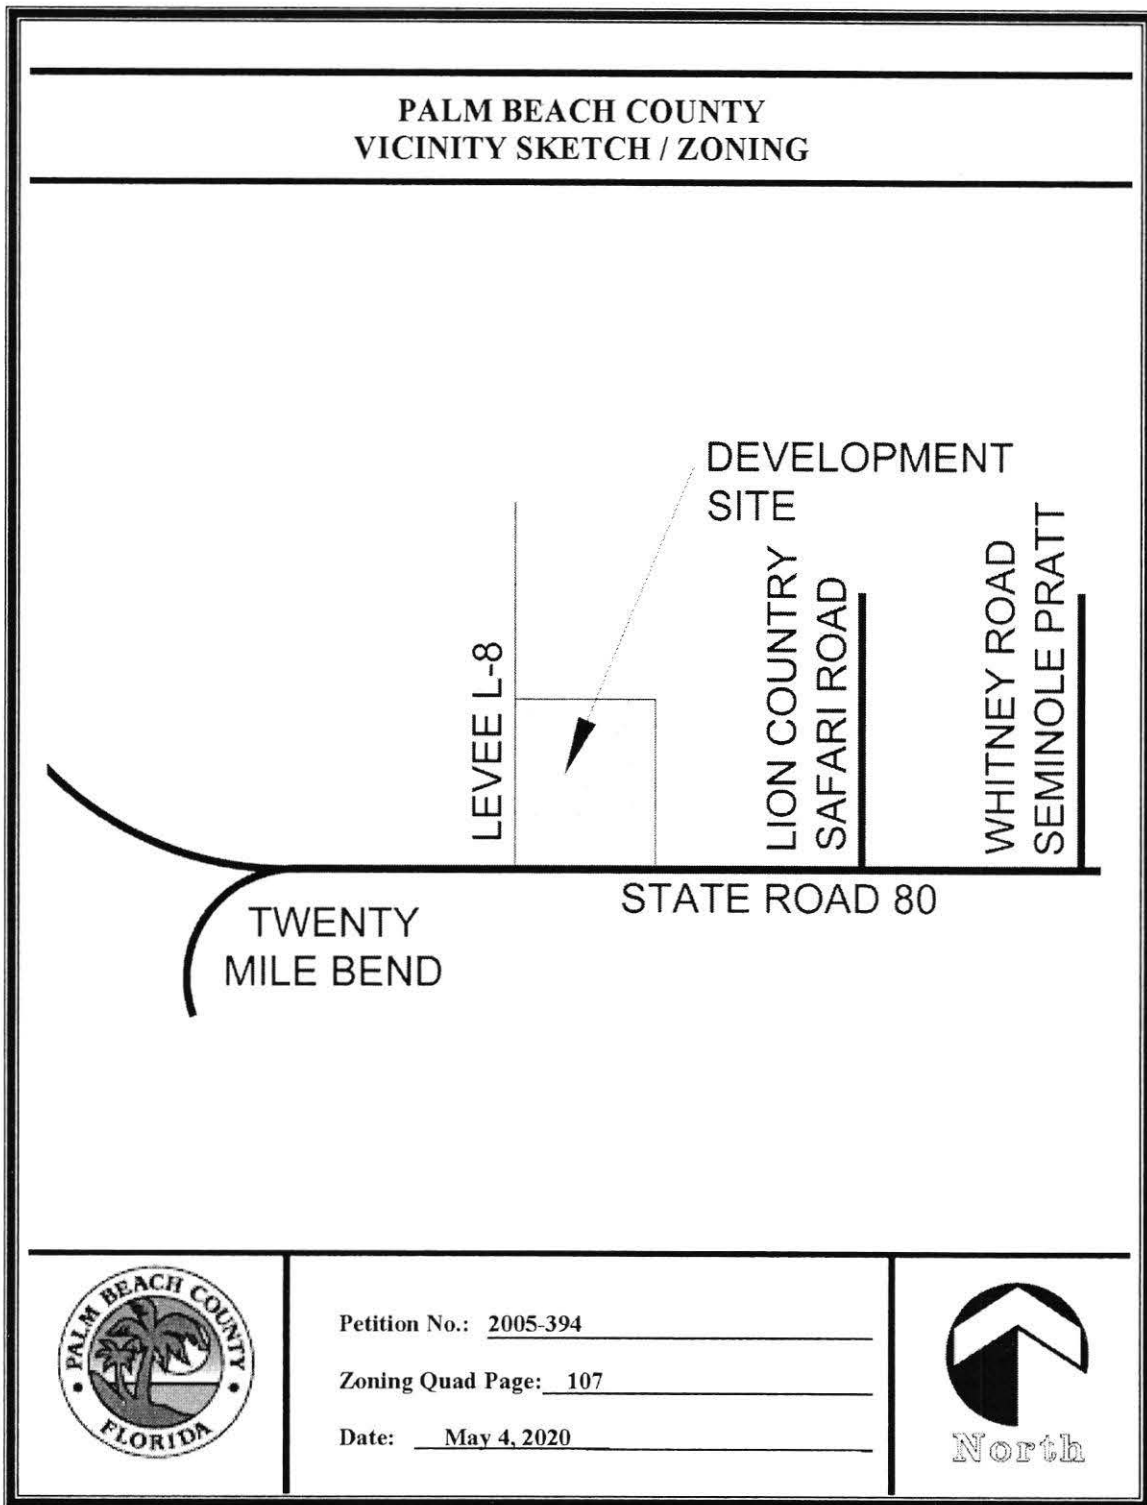 PALM BEACH COUNTY
VICINITY SKETCH / ZONING
DEVELOPMENT
SITE
LEVEE L-8
LION COUNTRY
SAFARI ROAD
WHITNEY ROAD
SEMINOLE PRATT
STATE ROAD 80
TWENTY
MILE BEND
PALM BEACH COUNTY
FLORIDA
Petition No.: 2005-394
Zoning Quad Page: 107
Date: May 4, 2020
North